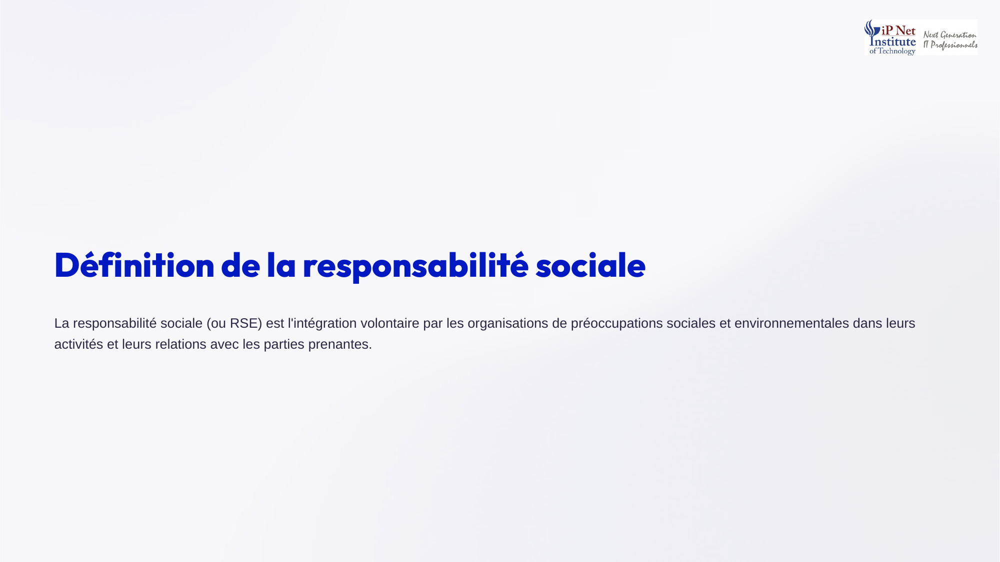 iP Net
Institute
of Technology
Next Generation
IT Professionnels
Définition de la responsabilité sociale
La responsabilité sociale (ou RSE) est l'intégration volontaire par les organisations de préoccupations sociales et environnementales dans leurs
activités et leurs relations avec les parties prenantes.